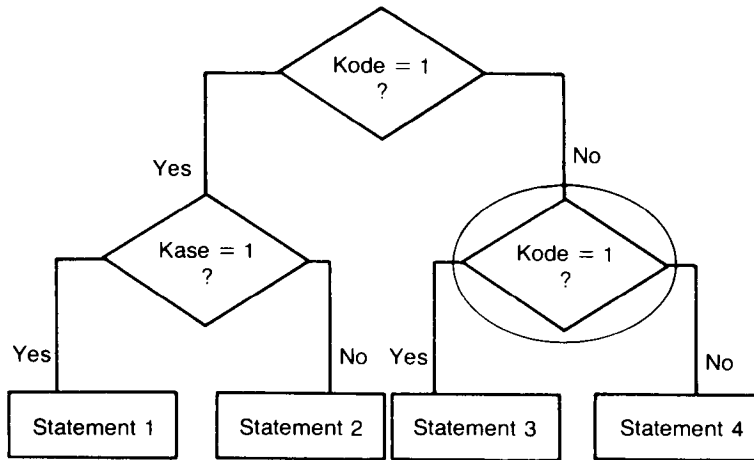 Kode = 1
?
Yes
No
Kase = 1
?
Kode = 1
?
Yes
No
Yes
No
Statement 1
Statement 2
Statement 3
Statement 4